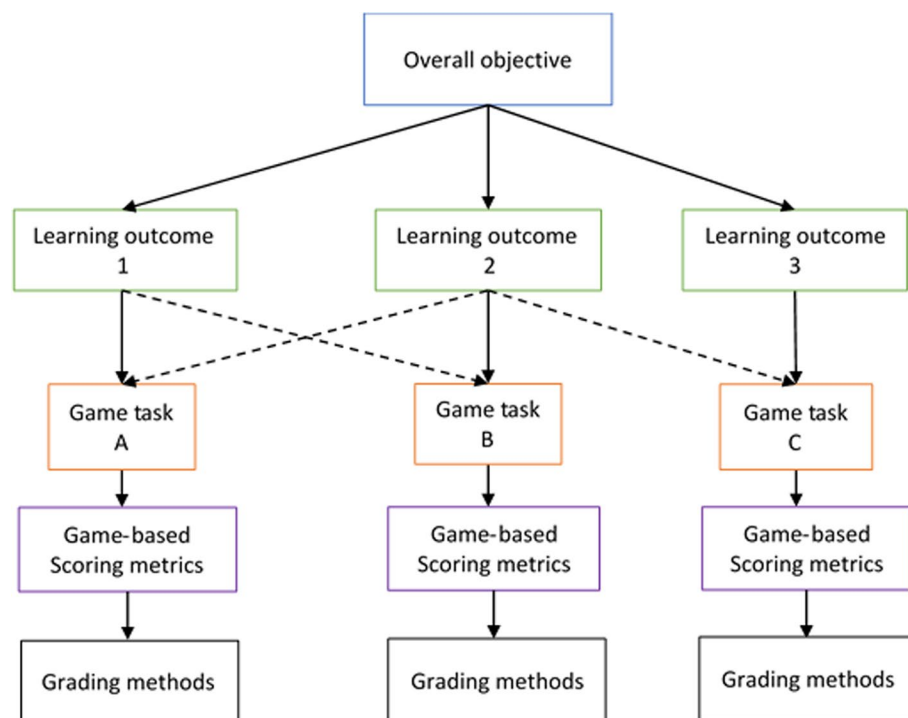 Overall objective
Learning outcome
1
Learning outcome
2
Learning outcome
3
Game task
A
Game task
B
Game task
C
Game-based
Scoring metrics
Game-based
Scoring metrics
Game-based
Scoring metrics
Grading methods
Grading methods
Grading methods